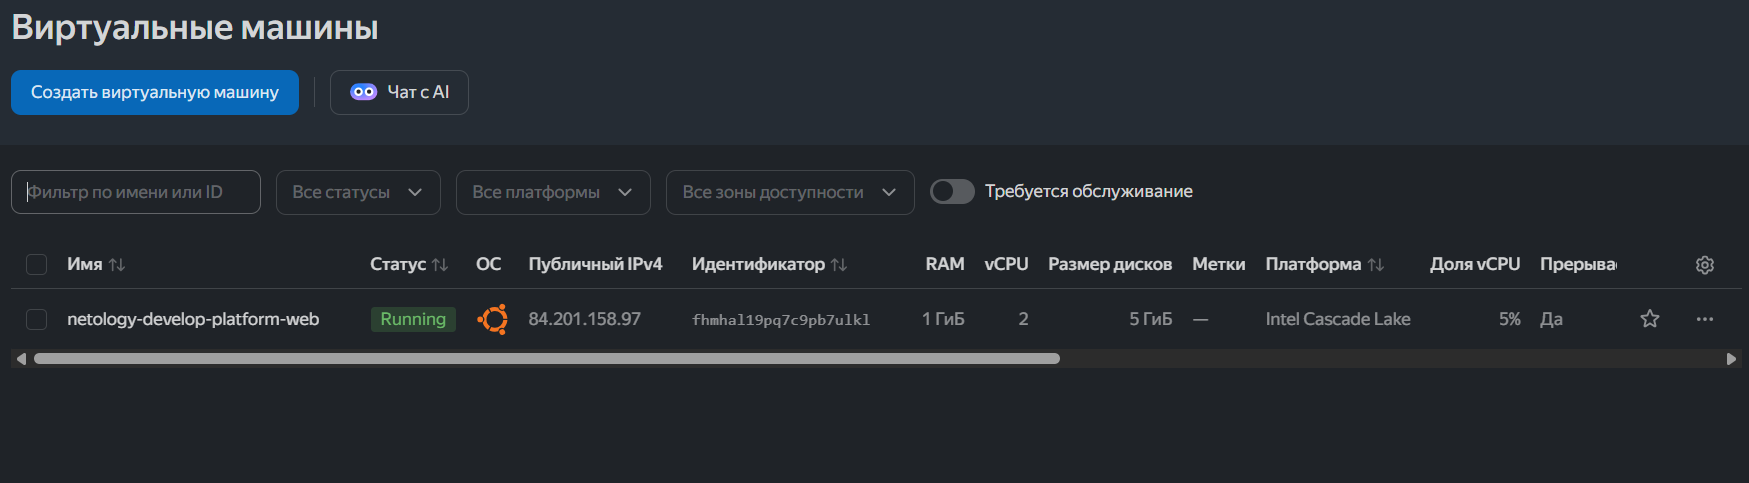 Виртуальные машины
Создать виртуальную машину Чат с AI
Фильтр по имени или ID Все статусы Все платформы Все зоны доступности Требуется обслуживание
Имя Статус ОС Публичный IPv4 Идентификатор RAM vCPU Размер дисков Метки Платформа Доля vCPU Прерывае
netology-develop-platform-web Running 84.201.158.97 fhmhal19pq7c9pb7ulkl 1 ГиБ 2 5 ГиБ — Intel Cascade Lake 5% Да